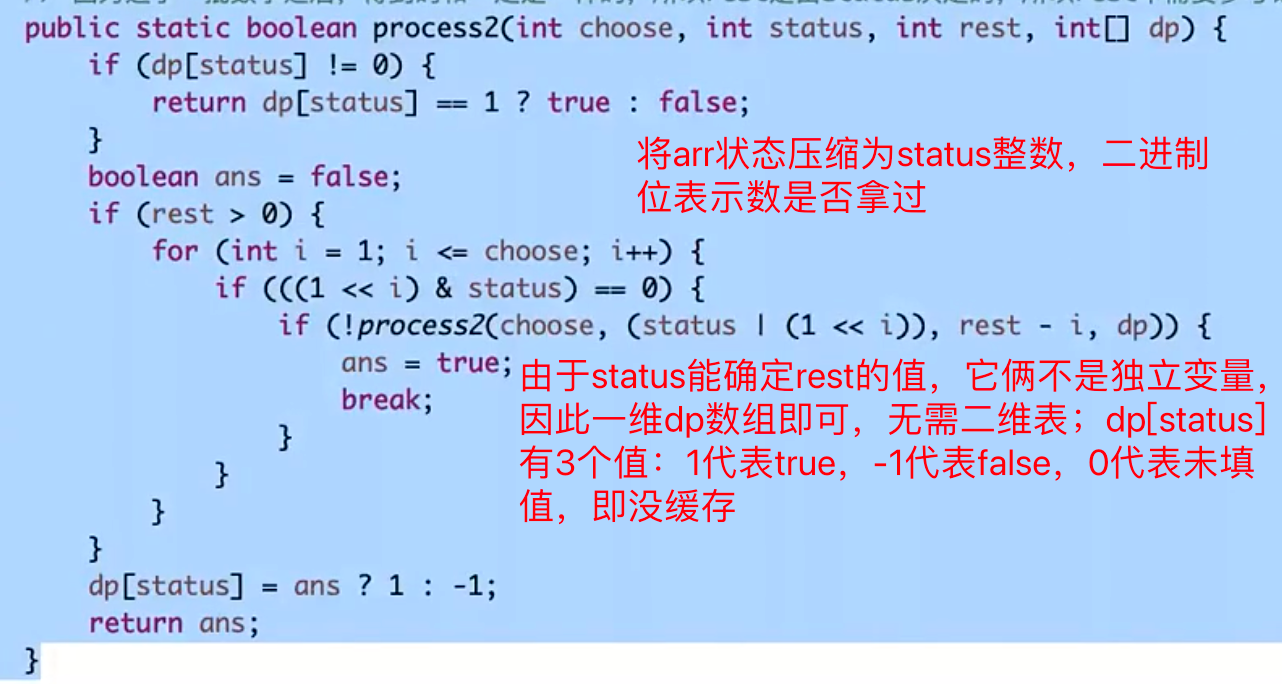 public static boolean process2(int choose, int status, int rest, int[] dp) {
if (dp[status] != 0) {
return dp[status] == 1 ? true : false;
}
将arr状态压缩为status整数，二进制
位表示数是否拿过
boolean ans = false;
if (rest > 0) {
for (int i = 1; i <= choose; i++) {
if (((1 << i) & status) == 0) {
if (!process2(choose, (status | (1 << i)), rest - i, dp)) {
ans = true;
break;
由于status能确定rest的值，它俩不是独立变量，
因此一维dp数组即可，无需二维表；dp[status]
有3个值：1代表true，-1代表false，0代表未填
值，即没缓存
}
}
}
}
dp[status] = ans ? 1 : -1;
return ans;
}